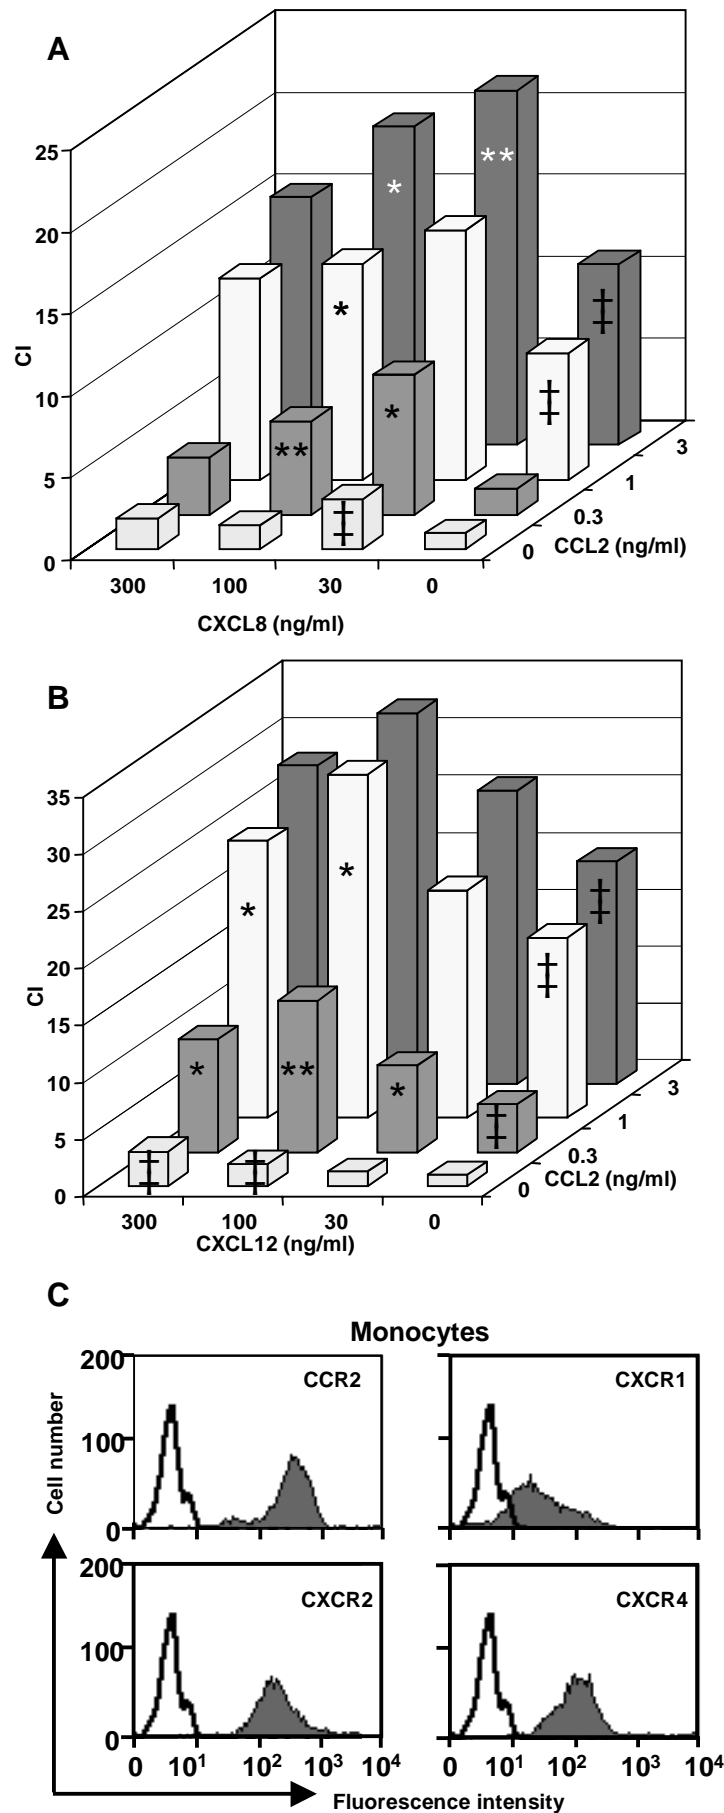 A
25
20
15
10
5
0
CI
* **
* ‡
* ‡
** *
‡
300 100 30 0
CXCL8 (ng/ml)
0 0.3 1 3
CCL2 (ng/ml)
B
35
30
25
20
15
10
5
0
CI
* * ‡
‡
* ** * ‡
‡ ‡
300 100 30 0
CXCL12 (ng/ml)
0 0.3 1 3
CCL2 (ng/ml)
C
Monocytes
200
100
0
Cell number
CCR2
CXCR1
200
100
0
CXCR2
CXCR4
0 10¹ 10² 10³ 10⁴
0 10¹ 10² 10³ 10⁴
Fluorescence intensity